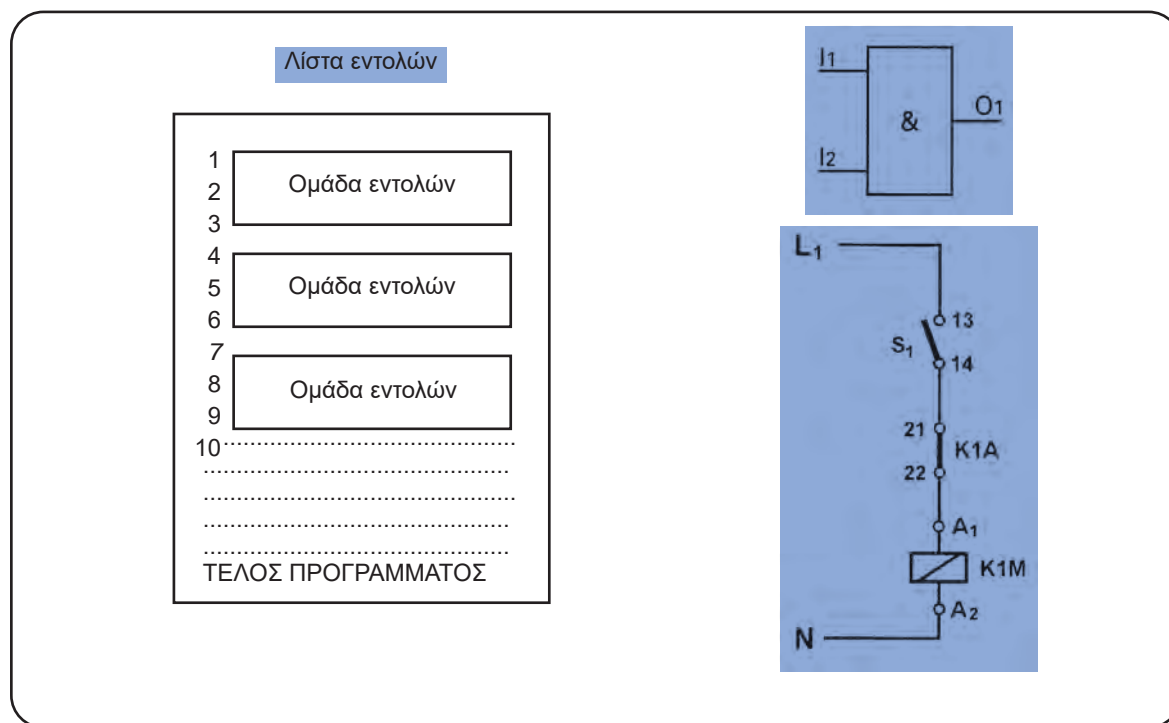 Λίστα εντολών
1
2
3
Ομάδα εντολών
4
5
6
Ομάδα εντολών
7
8
9
Ομάδα εντολών
10..............................................
................................................
.................................................
................................................
................................................
ΤΕΛΟΣ ΠΡΟΓΡΑΜΜΑΤΟΣ
I1
I2
&
O1
L1
13
S1
14
21
K1A
22
A1
K1M
A2
N